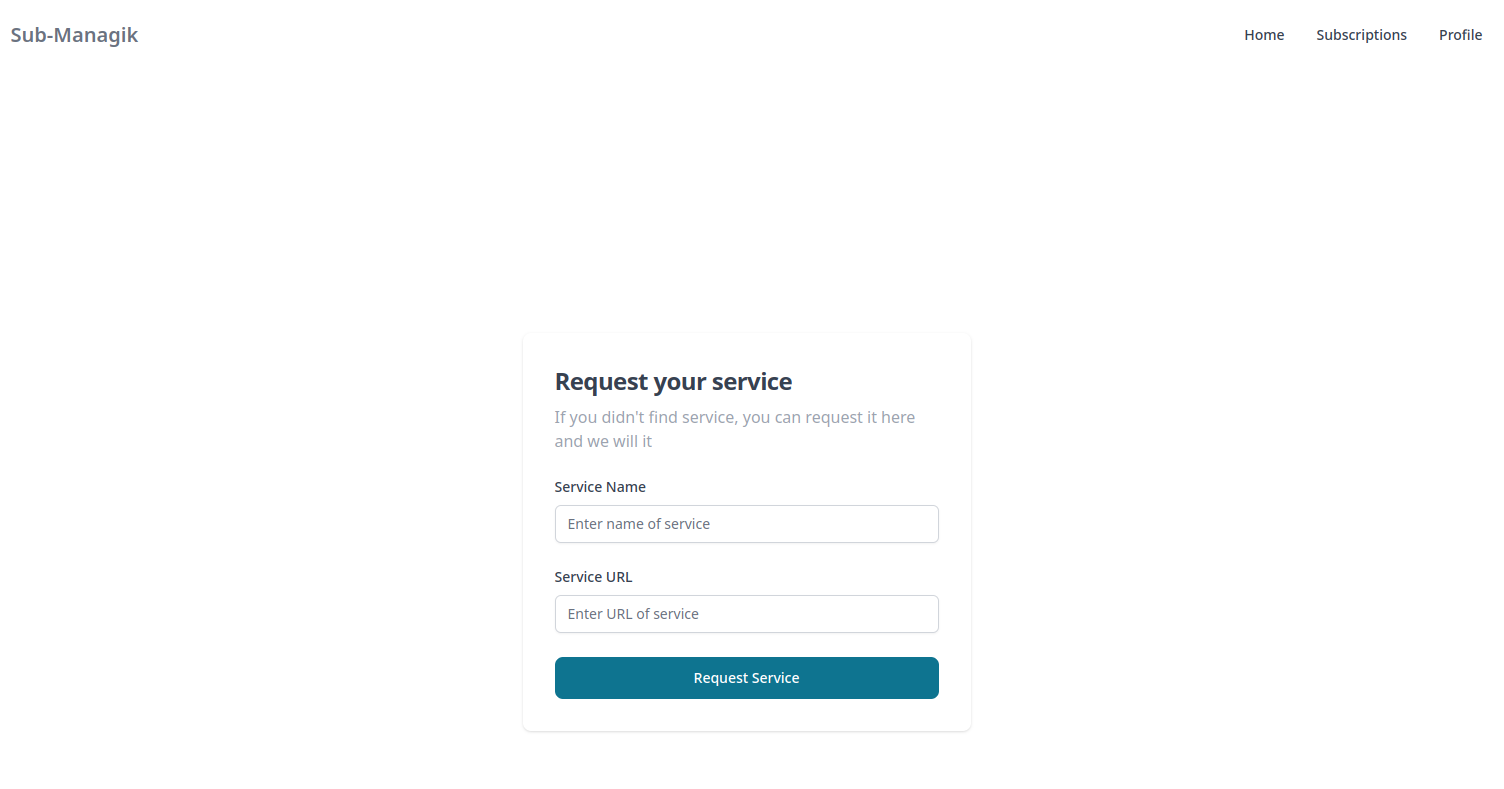 Sub-Managik
Home Subscriptions Profile
Request your service
If you didn't find service, you can request it here
and we will it
Service Name
Enter name of service
Service URL
Enter URL of service
Request Service